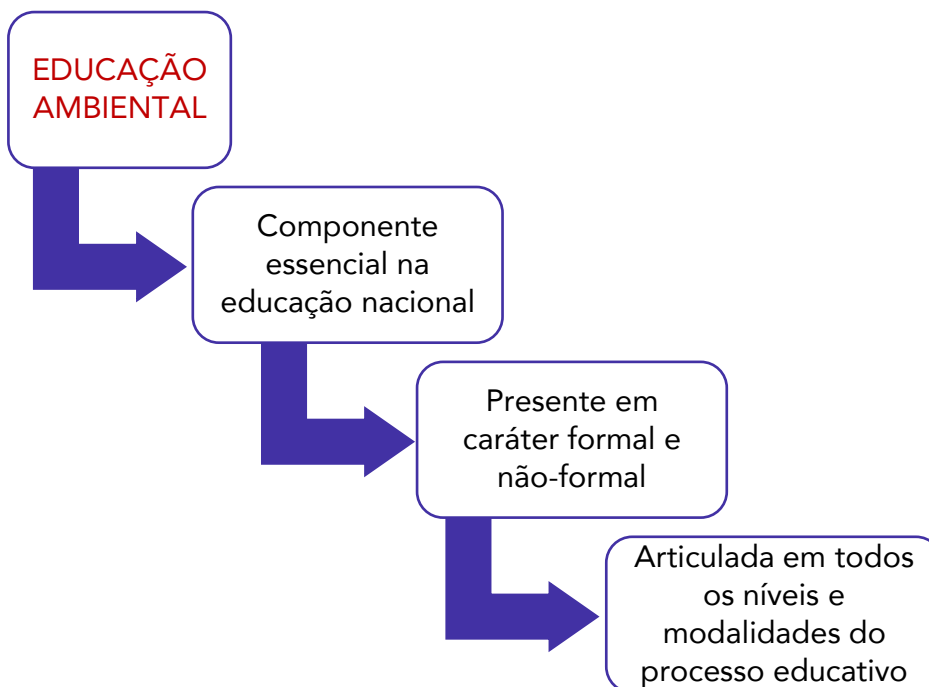 EDUCAÇÃO
AMBIENTAL
Componente
essencial na
educação nacional
Presente em
caráter formal e
não-formal
Articulada em todos
os níveis e
modalidades do
processo educativo